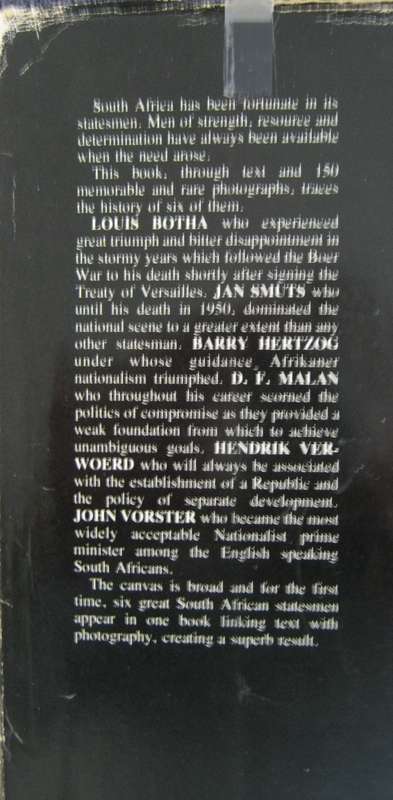 South Africa has been fortunate in its
statesmen. Men of strength, resource and
determination have always been available
when the need arose.
This book, through text and 150
memorable and rare photographs, traces
the history of six of them.
LOUIS BOTHA who experienced
great triumph and bitter disappointment in
the stormy years which followed the Boer
War to his death shortly after signing the
Treaty of Versailles. JAN SMUTS who
until his death in 1950, dominated the
national scene to a greater extent than any
other statesman. BARRY HERTZOG
under whose guidance, Afrikaner
nationalism triumphed. D. F. MALAN
who throughout his career scorned the
politics of compromise as they provided a
weak foundation from which to achieve
unambiguous goals. HENDRIK VER-
WOERD who will always be associated
with the establishment of a Republic and
the policy of separate development.
JOHN VORSTER who became the most
widely acceptable Nationalist prime
minister among the English speaking
South Africans.
The canvas is broad and for the first
time, six great South African statesmen
appear in one book linking text with
photography, creating a superb result.